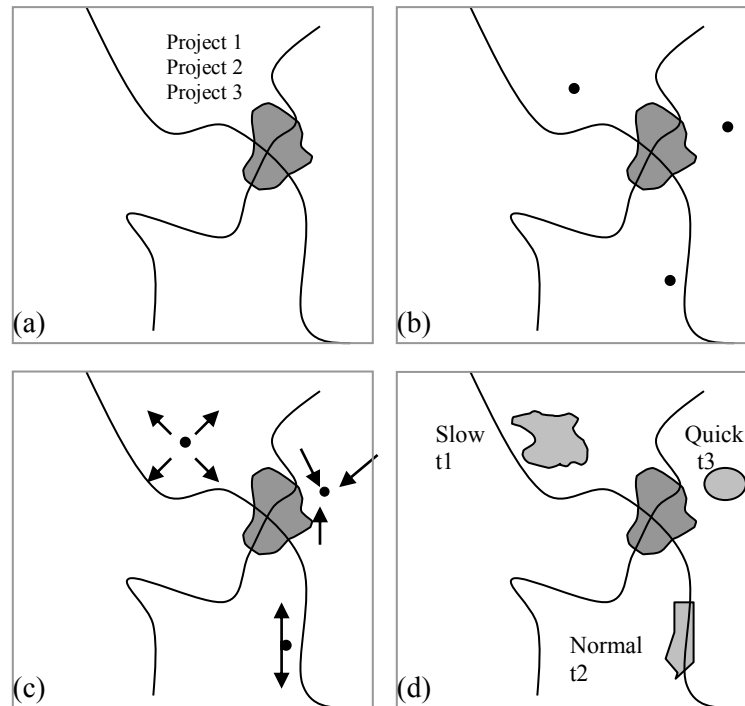 Project 1
Project 2
Project 3
(a)
(b)
Slow
t1
Quick
t3
Normal
t2
(c)
(d)